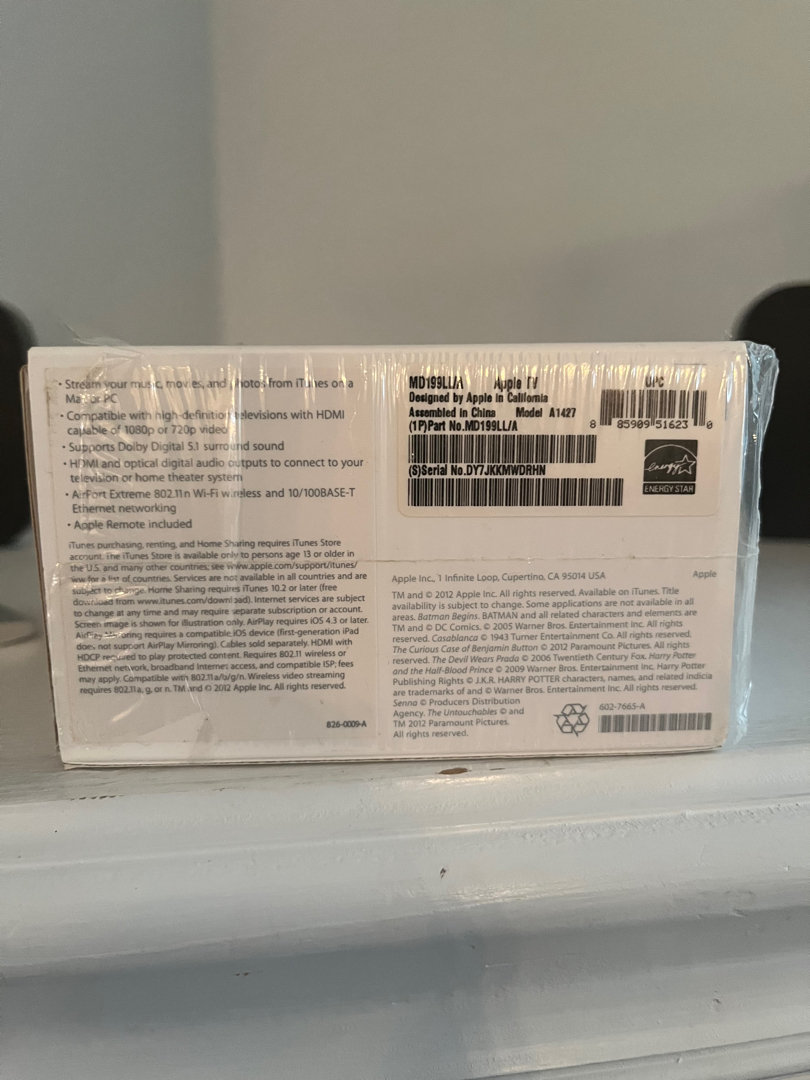 • Stream your music, movies, and photos from iTunes on a
Mac or PC
• Compatible with high-definition televisions with HDMI
capable of 1080p or 720p video
• Supports Dolby Digital 5.1 surround sound
• HDMI and optical digital audio outputs to connect to your
television or home theater system
• AirPort Extreme 802.11n Wi-Fi wireless and 10/100BASE-T
Ethernet networking
• Apple Remote included
iTunes purchasing, renting, and Home Sharing requires iTunes Store
account. The iTunes Store is available only to persons age 13 or older in
the U.S. and many other countries; see www.apple.com/support/itunes/
ww for a list of countries. Services are not available in all countries and are
subject to change. Home Sharing requires iTunes 10.2 or later (free
download from www.itunes.com/download). Internet services are subject
to change at any time and may require separate subscription or account.
Screen image is shown for illustration only. AirPlay requires iOS 4.3 or later.
AirPlay Mirroring requires a compatible iOS device (first-generation iPad
does not support AirPlay Mirroring). Cables sold separately. HDMI with
HDCP required to play protected content. Requires 802.11 wireless or
Ethernet network, broadband Internet access, and compatible ISP; fees
may apply. Compatible with 802.11a/b/g/n. Wireless video streaming
requires 802.11a, g, or n. TM and © 2012 Apple Inc. All rights reserved.
826-0009-A
MD199LL/A Apple TV UPC
Designed by Apple in California
Assembled in China Model A1427
(1P)Part No.MD199LL/A
8 85909 51623 0
(S)Serial No.DY7JKKMWDRHN
energy
ENERGY STAR
Apple Inc., 1 Infinite Loop, Cupertino, CA 95014 USA Apple
TM and © 2012 Apple Inc. All rights reserved. Available on iTunes. Title
availability is subject to change. Some applications are not available in all
areas. Batman Begins. BATMAN and all related characters and elements are
TM and © DC Comics. © 2005 Warner Bros. Entertainment Inc. All rights
reserved. Casablanca © 1943 Turner Entertainment Co. All rights reserved.
The Curious Case of Benjamin Button © 2012 Paramount Pictures. All rights
reserved. The Devil Wears Prada © 2006 Twentieth Century Fox. Harry Potter
and the Half-Blood Prince © 2009 Warner Bros. Entertainment Inc. Harry Potter
Publishing Rights © J.K.R. HARRY POTTER characters, names, and related indicia
are trademarks of and © Warner Bros. Entertainment Inc. All rights reserved.
Senna © Producers Distribution
Agency. The Untouchables © and
TM 2012 Paramount Pictures.
All rights reserved.
602-7665-A